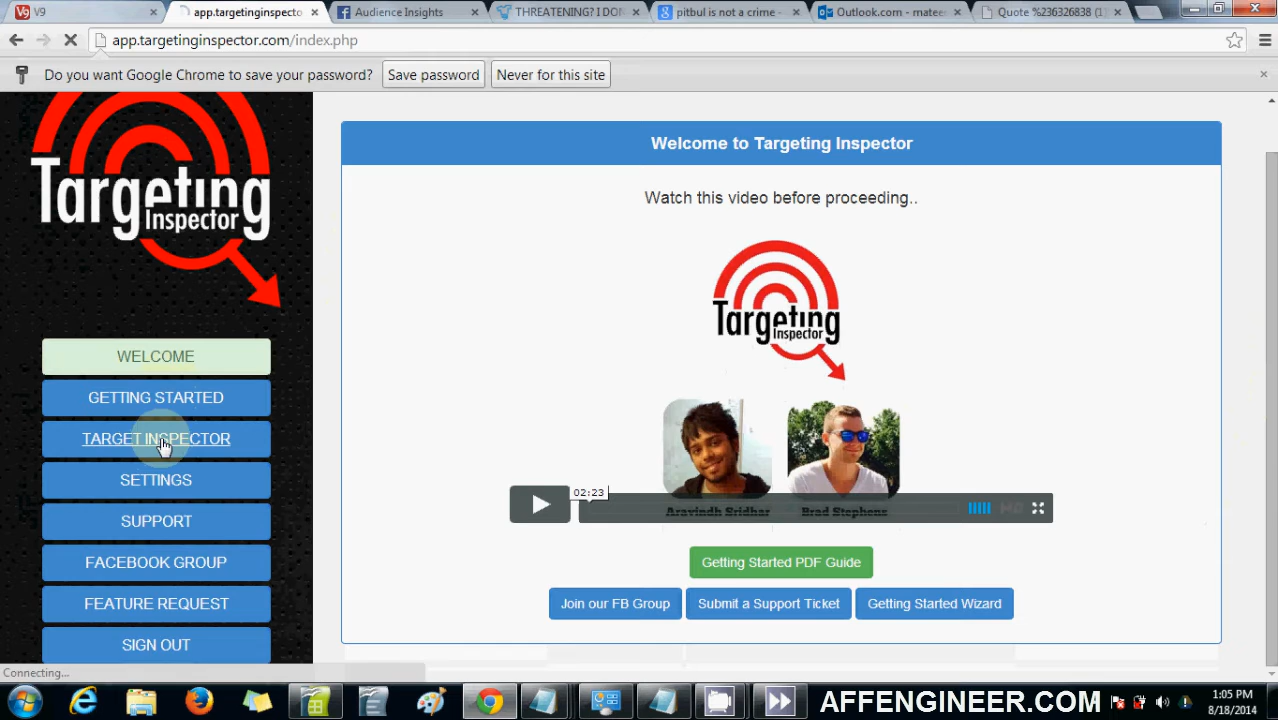 V9
app.targetinginspecto
Audience Insights
THREATENING? I DON
pitbul is not a crime -
Outlook.com - matee
Quote %236326838 (1)
app.targetinginspector.com/index.php
Do you want Google Chrome to save your password?
Save password
Never for this site
Targeting
Inspector
Welcome to Targeting Inspector
Watch this video before proceeding..
Targeting
Inspector
WELCOME
GETTING STARTED
TARGET INSPECTOR
SETTINGS
SUPPORT
FACEBOOK GROUP
FEATURE REQUEST
SIGN OUT
02:23
Aravindh Sridhar
Brad Stephens
HD
Getting Started PDF Guide
Join our FB Group
Submit a Support Ticket
Getting Started Wizard
Connecting...
AFFENGINEER.COM
1:05 PM
8/18/2014